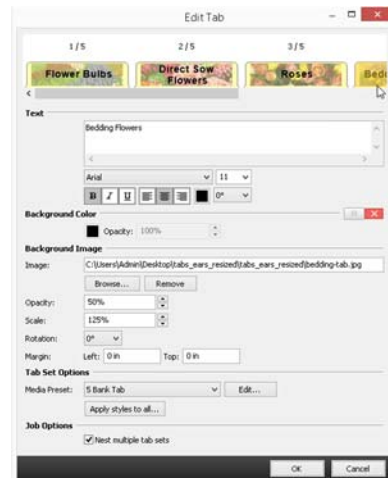 Edit Tab
1/5 2/5 3/5
Flower Bulbs Direct Sow Flowers Roses Bedd
Text
Bedding Flowers
Arial 11
B I U 0°
Background Color
Opacity: 100%
Background Image
Image: C:\Users\Admin\Desktop\tabs_ears_resized\tabs_ears_resized\bedding-tab.jpg
Browse... Remove
Opacity: 50%
Scale: 125%
Rotation: 0°
Margin: Left: 0 in Top: 0 in
Tab Set Options
Media Preset: 5 Bank Tab Edit...
Apply styles to all...
Job Options
Nest multiple tab sets
OK Cancel